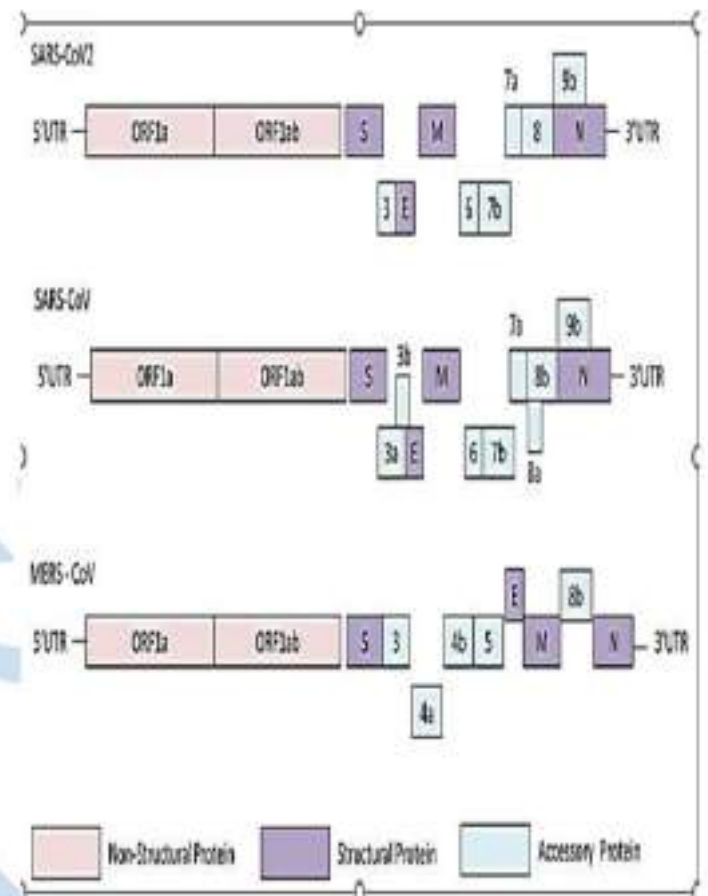 SARS-CoV2
7a 9b
5'UTR ORF1a ORF1ab S M 8 N 3'UTR
3 E 6 7b
SARS-CoV
3b 7a 9b
5'UTR ORF1a ORF1ab S M 8b N 3'UTR
3a E 6 7b 8a
MERS-CoV
E 8b
5'UTR ORF1a ORF1ab S 3 4b 5 M N 3'UTR
4a
Non-Structural Protein Structural Protein Accessory Protein